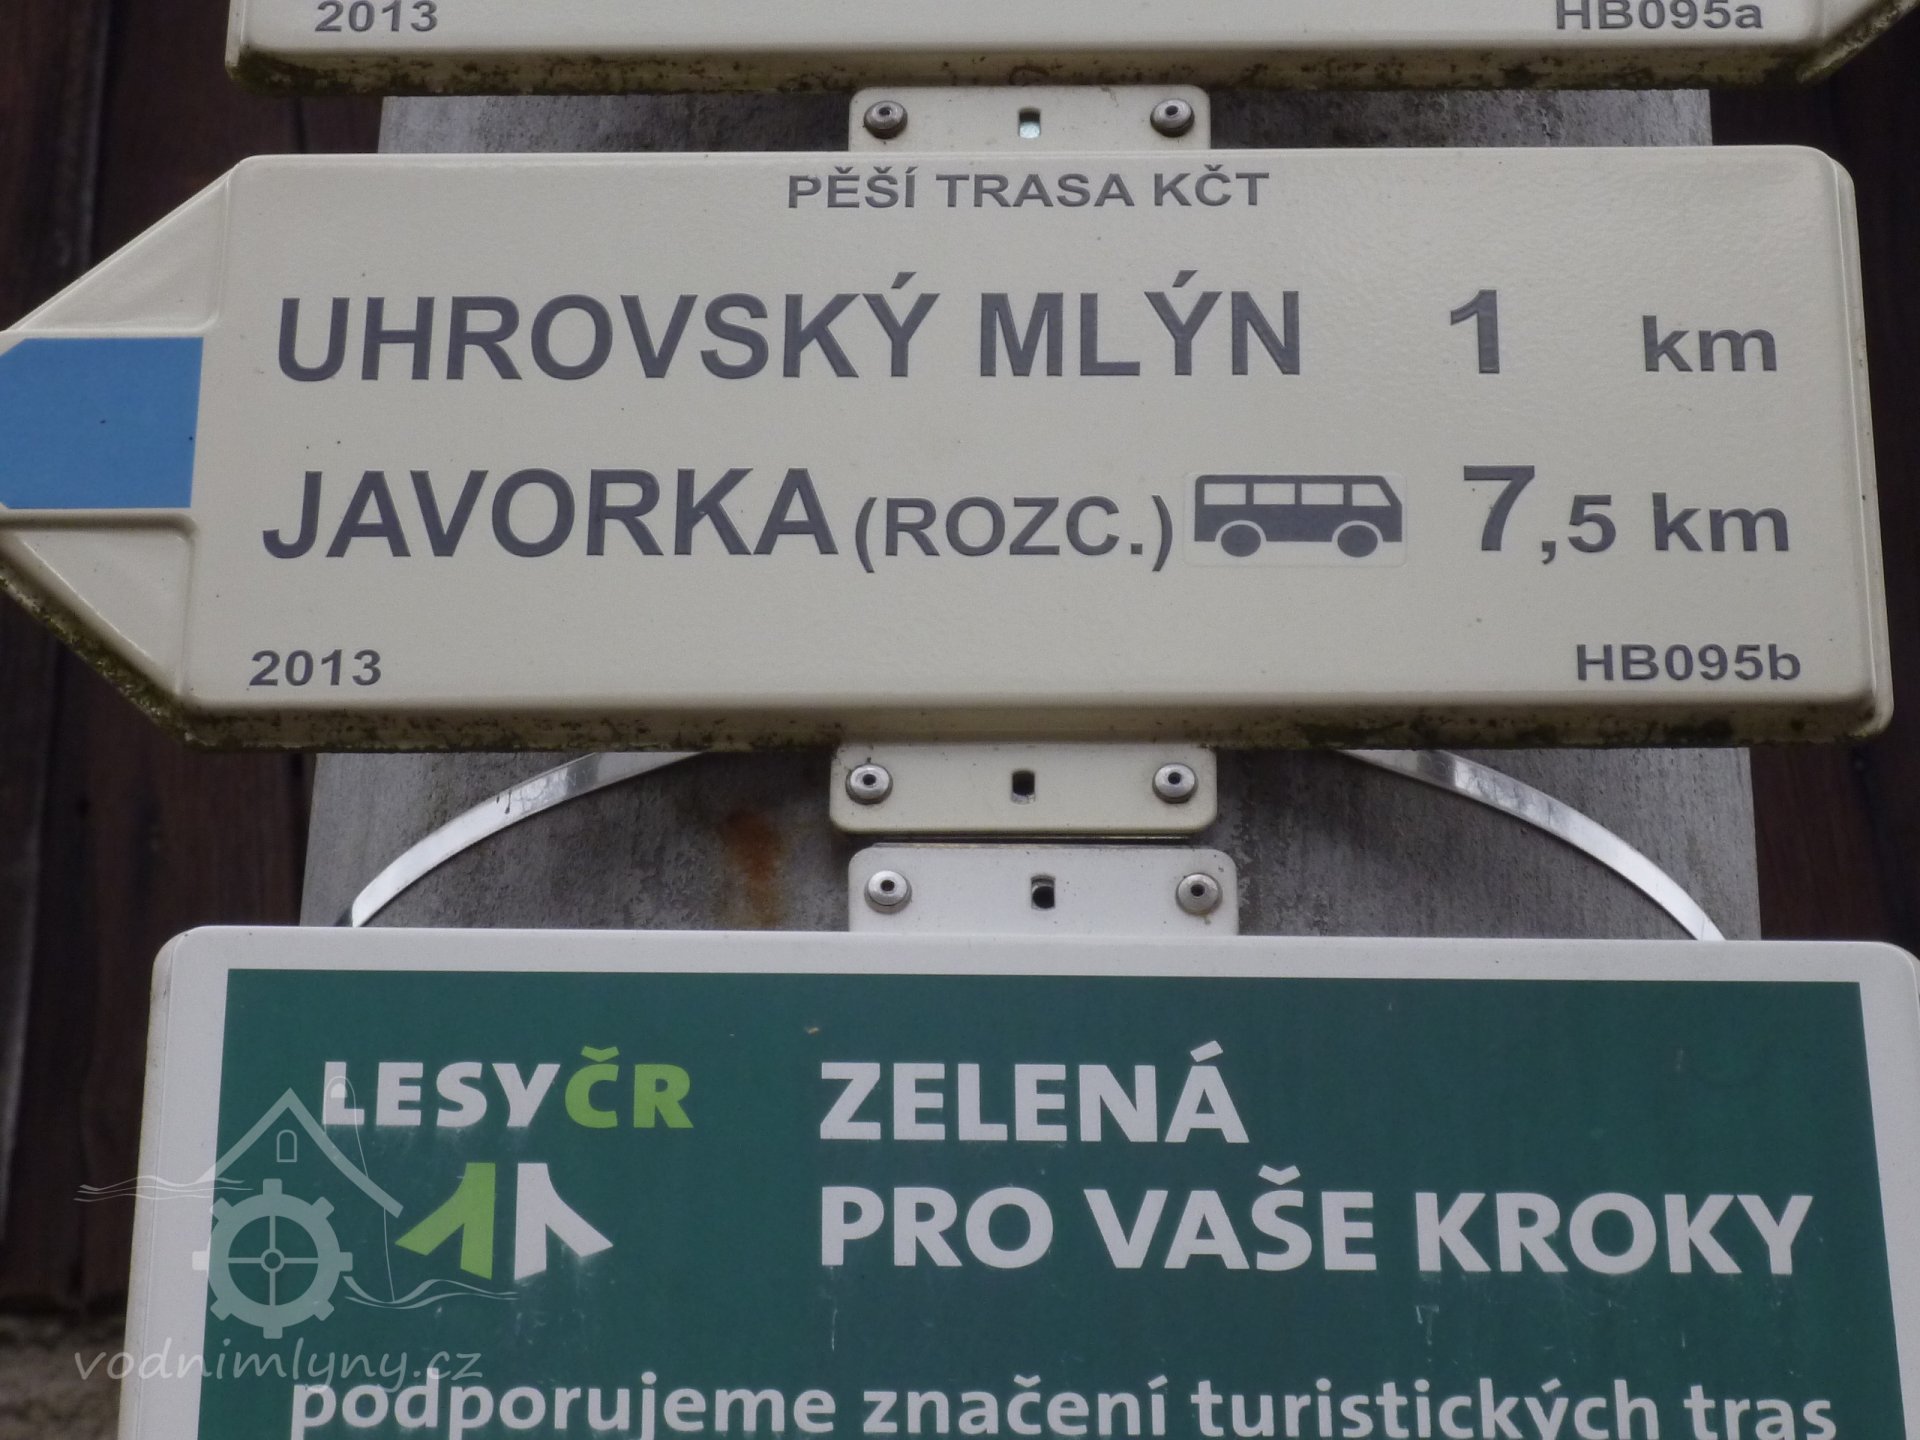 2013 HB095a
PĚŠÍ TRASA KČT
UHROVSKÝ MLÝN 1 km
JAVORKA (ROZC.) 7,5 km
2013 HB095b
LESYČR ZELENÁ
PRO VAŠE KROKY
vodnimlyny.cz
podporujeme značení turistických tras